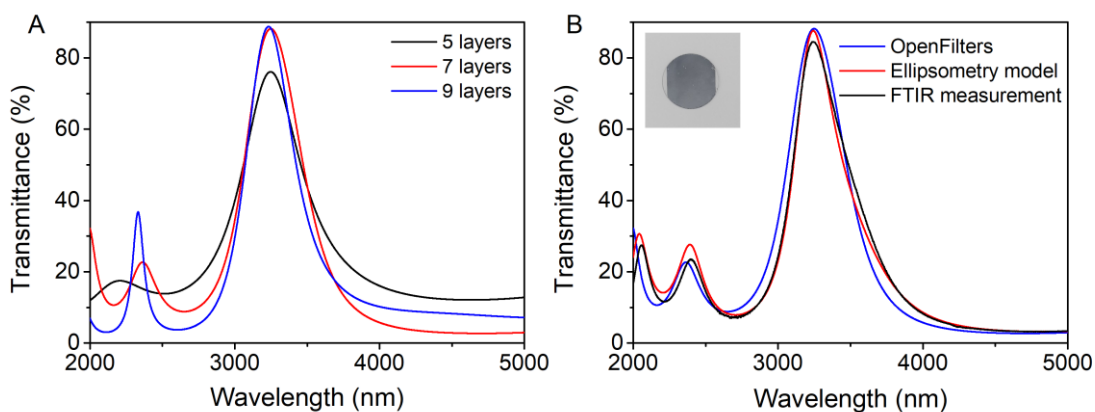 A
5 layers
7 layers
9 layers
Transmittance (%)
80
60
40
20
0
2000 3000 4000 5000
Wavelength (nm)
B
OpenFilters
Ellipsometry model
FTIR measurement
Transmittance (%)
80
60
40
20
0
2000 3000 4000 5000
Wavelength (nm)